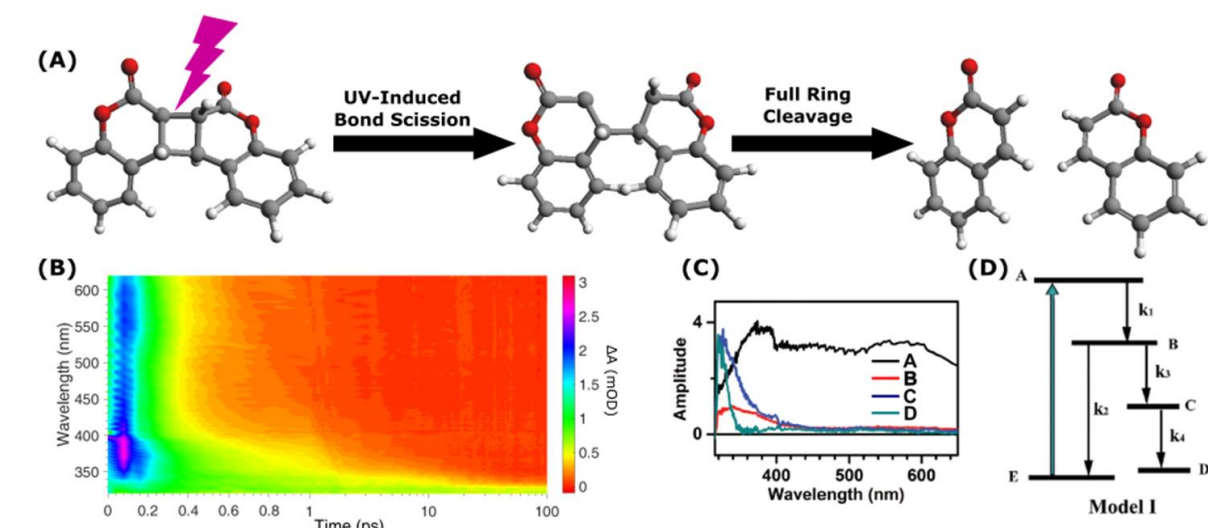 (A)
UV-Induced
Bond Scission
Full Ring
Cleavage
(B)
600
550
500
450
400
350
Wavelength (nm)
0 0.2 0.4 0.6 0.8 1 10 100
Time (ps)
3
2.5
2
1.5
1
0.5
0
ΔA (mOD)
(C)
4
0
Amplitude
A
B
C
D
400 500 600
Wavelength (nm)
(D)
A
k₁
B
k₃
k₂
C
k₄
E
D
Model I